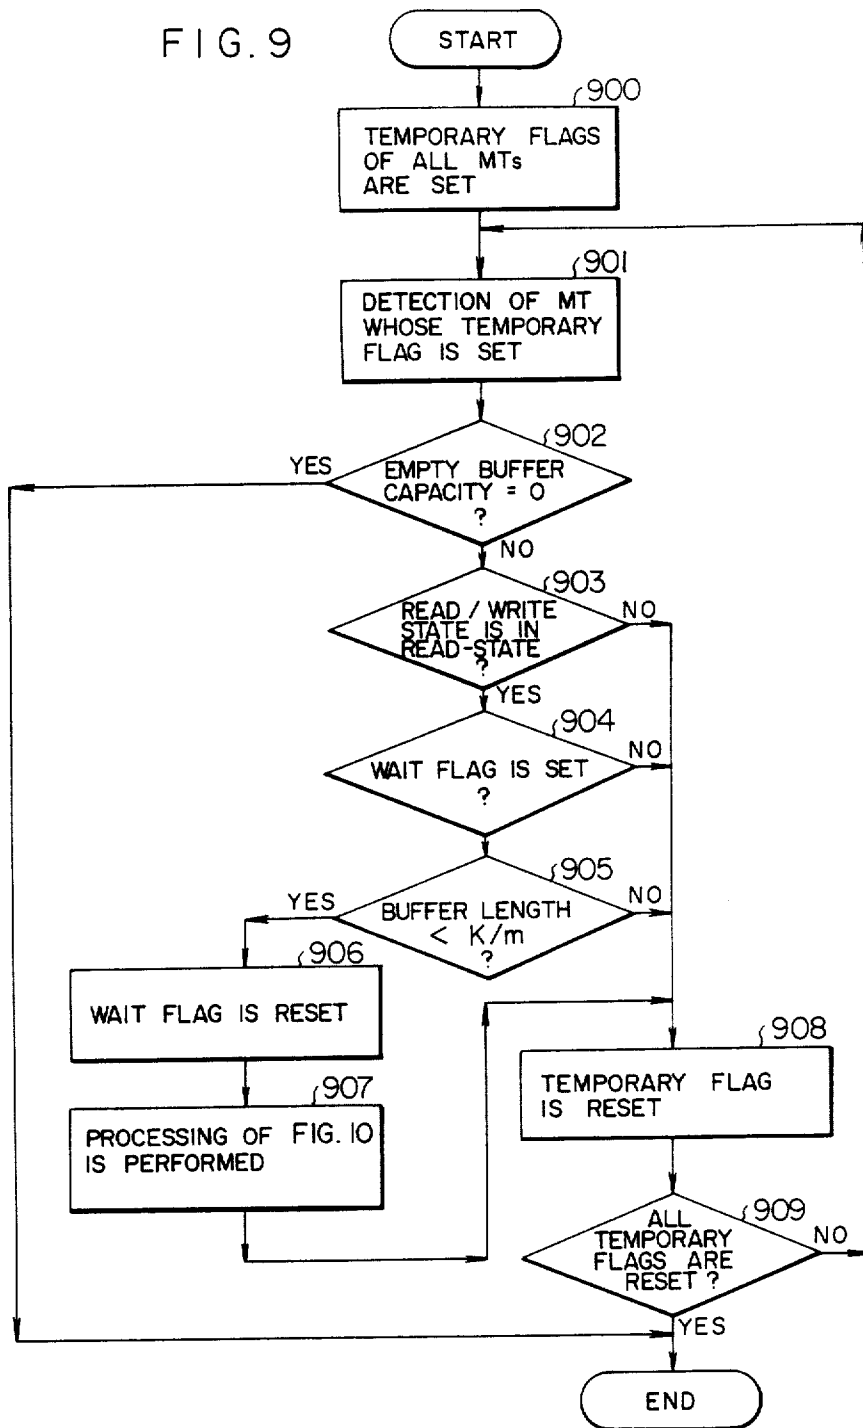 FIG.9
START
900
TEMPORARY FLAGS
OF ALL MTs
ARE SET
901
DETECTION OF MT
WHOSE TEMPORARY
FLAG IS SET
902
YES
EMPTY BUFFER
CAPACITY = 0
?
NO
903
READ / WRITE
STATE IS IN
READ-STATE
?
NO
YES
904
NO
WAIT FLAG IS SET
?
905
YES
NO
BUFFER LENGTH
< K/m
?
906
WAIT FLAG IS RESET
907
PROCESSING OF FIG. 10
IS PERFORMED
908
TEMPORARY FLAG
IS RESET
909
ALL
TEMPORARY
FLAGS ARE
RESET ?
NO
YES
END